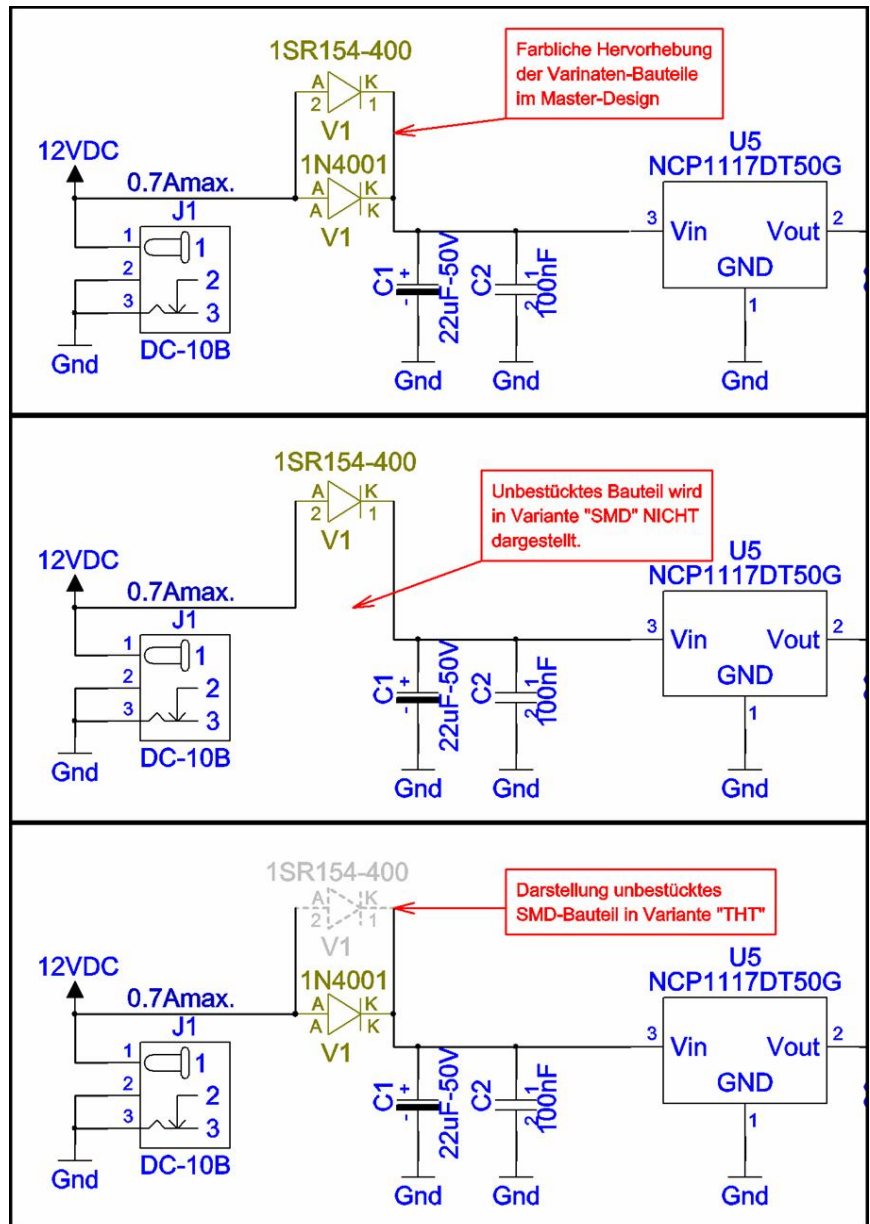 1SR154-400
A K
2 1
V1
Farbliche Hervorhebung
der Varinaten-Bauteile
im Master-Design
12VDC
0.7Amax.
1N4001
A K
A K
V1
J1
1 1
2 2
3 3
DC-10B
Gnd
C1
+
-
22uF-50V
Gnd
C2
1
2
100nF
Gnd
U5
NCP1117DT50G
3 Vin Vout 2
GND
1
Gnd
1SR154-400
A K
2 1
V1
Unbestücktes Bauteil wird
in Variante "SMD" NICHT
dargestellt.
12VDC
0.7Amax.
J1
1 1
2 2
3 3
DC-10B
Gnd
C1
+
-
22uF-50V
Gnd
C2
1
2
100nF
Gnd
U5
NCP1117DT50G
3 Vin Vout 2
GND
1
Gnd
1SR154-400
A K
2 1
V1
Darstellung unbestücktes
SMD-Bauteil in Variante "THT"
12VDC
0.7Amax.
1N4001
A K
A K
V1
J1
1 1
2 2
3 3
DC-10B
Gnd
C1
+
-
22uF-50V
Gnd
C2
1
2
100nF
Gnd
U5
NCP1117DT50G
3 Vin Vout 2
GND
1
Gnd